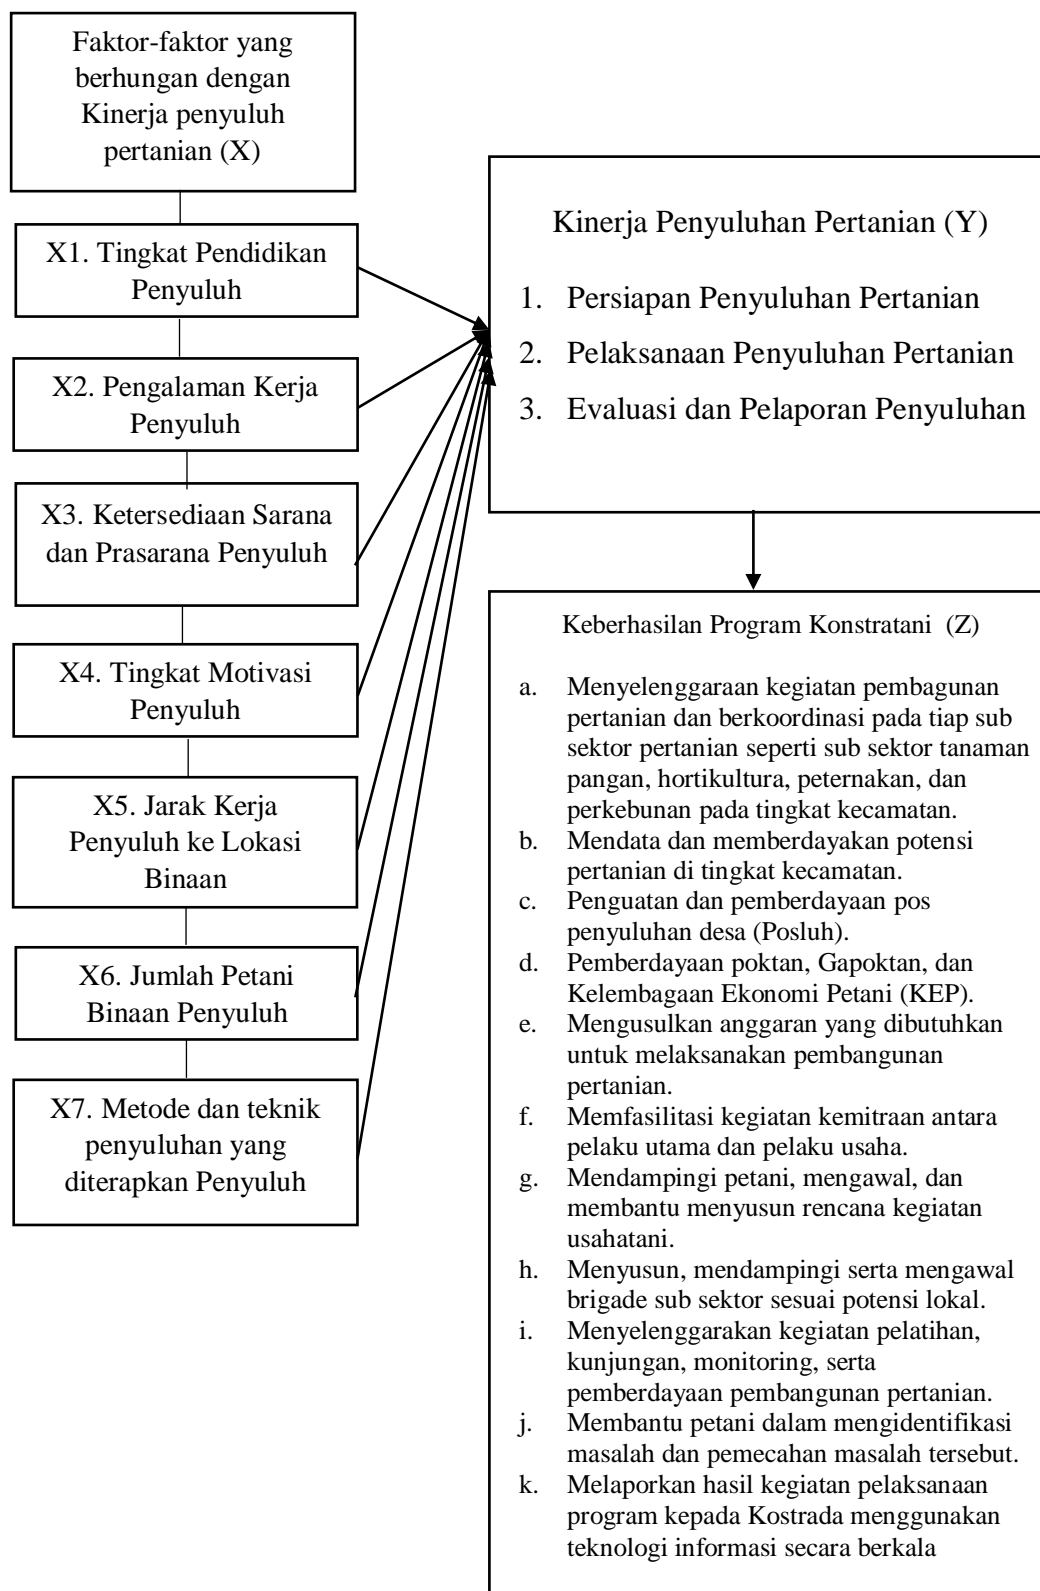 Faktor-faktor yang
berhungan dengan
Kinerja penyuluh
pertanian (X)
X1. Tingkat Pendidikan
Penyuluh
X2. Pengalaman Kerja
Penyuluh
X3. Ketersediaan Sarana
dan Prasarana Penyuluh
X4. Tingkat Motivasi
Penyuluh
X5. Jarak Kerja
Penyuluh ke Lokasi
Binaan
X6. Jumlah Petani
Binaan Penyuluh
X7. Metode dan teknik
penyuluhan yang
diterapkan Penyuluh
Kinerja Penyuluhan Pertanian (Y)
1. Persiapan Penyuluhan Pertanian
2. Pelaksanaan Penyuluhan Pertanian
3. Evaluasi dan Pelaporan Penyuluhan
Keberhasilan Program Konstratani (Z)
a. Menyelenggaraan kegiatan pembagunan
pertanian dan berkoordinasi pada tiap sub
sektor pertanian seperti sub sektor tanaman
pangan, hortikultura, peternakan, dan
perkebunan pada tingkat kecamatan.
b. Mendata dan memberdayakan potensi
pertanian di tingkat kecamatan.
c. Penguatan dan pemberdayaan pos
penyuluhan desa (Posluh).
d. Pemberdayaan poktan, Gapoktan, dan
Kelembagaan Ekonomi Petani (KEP).
e. Mengusulkan anggaran yang dibutuhkan
untuk melaksanakan pembangunan
pertanian.
f. Memfasilitasi kegiatan kemitraan antara
pelaku utama dan pelaku usaha.
g. Mendampingi petani, mengawal, dan
membantu menyusun rencana kegiatan
usahatani.
h. Menyusun, mendampingi serta mengawal
brigade sub sektor sesuai potensi lokal.
i. Menyelenggarakan kegiatan pelatihan,
kunjungan, monitoring, serta
pemberdayaan pembangunan pertanian.
j. Membantu petani dalam mengidentifikasi
masalah dan pemecahan masalah tersebut.
k. Melaporkan hasil kegiatan pelaksanaan
program kepada Kostrada menggunakan
teknologi informasi secara berkala